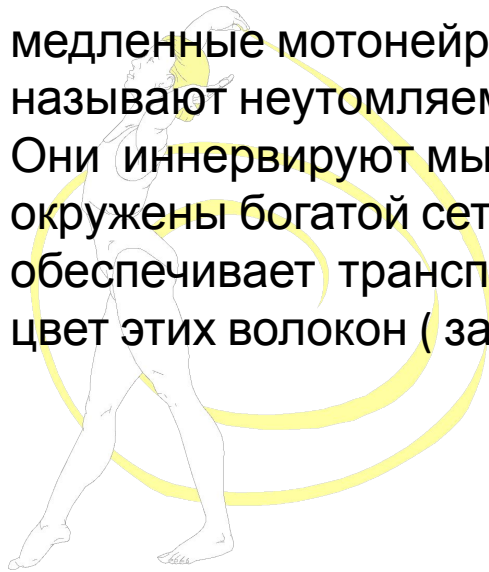 медленные мотонейр
называют неутомляем
Они иннервируют мы
окружены богатой сет
обеспечивает трансп
цвет этих волокон ( за